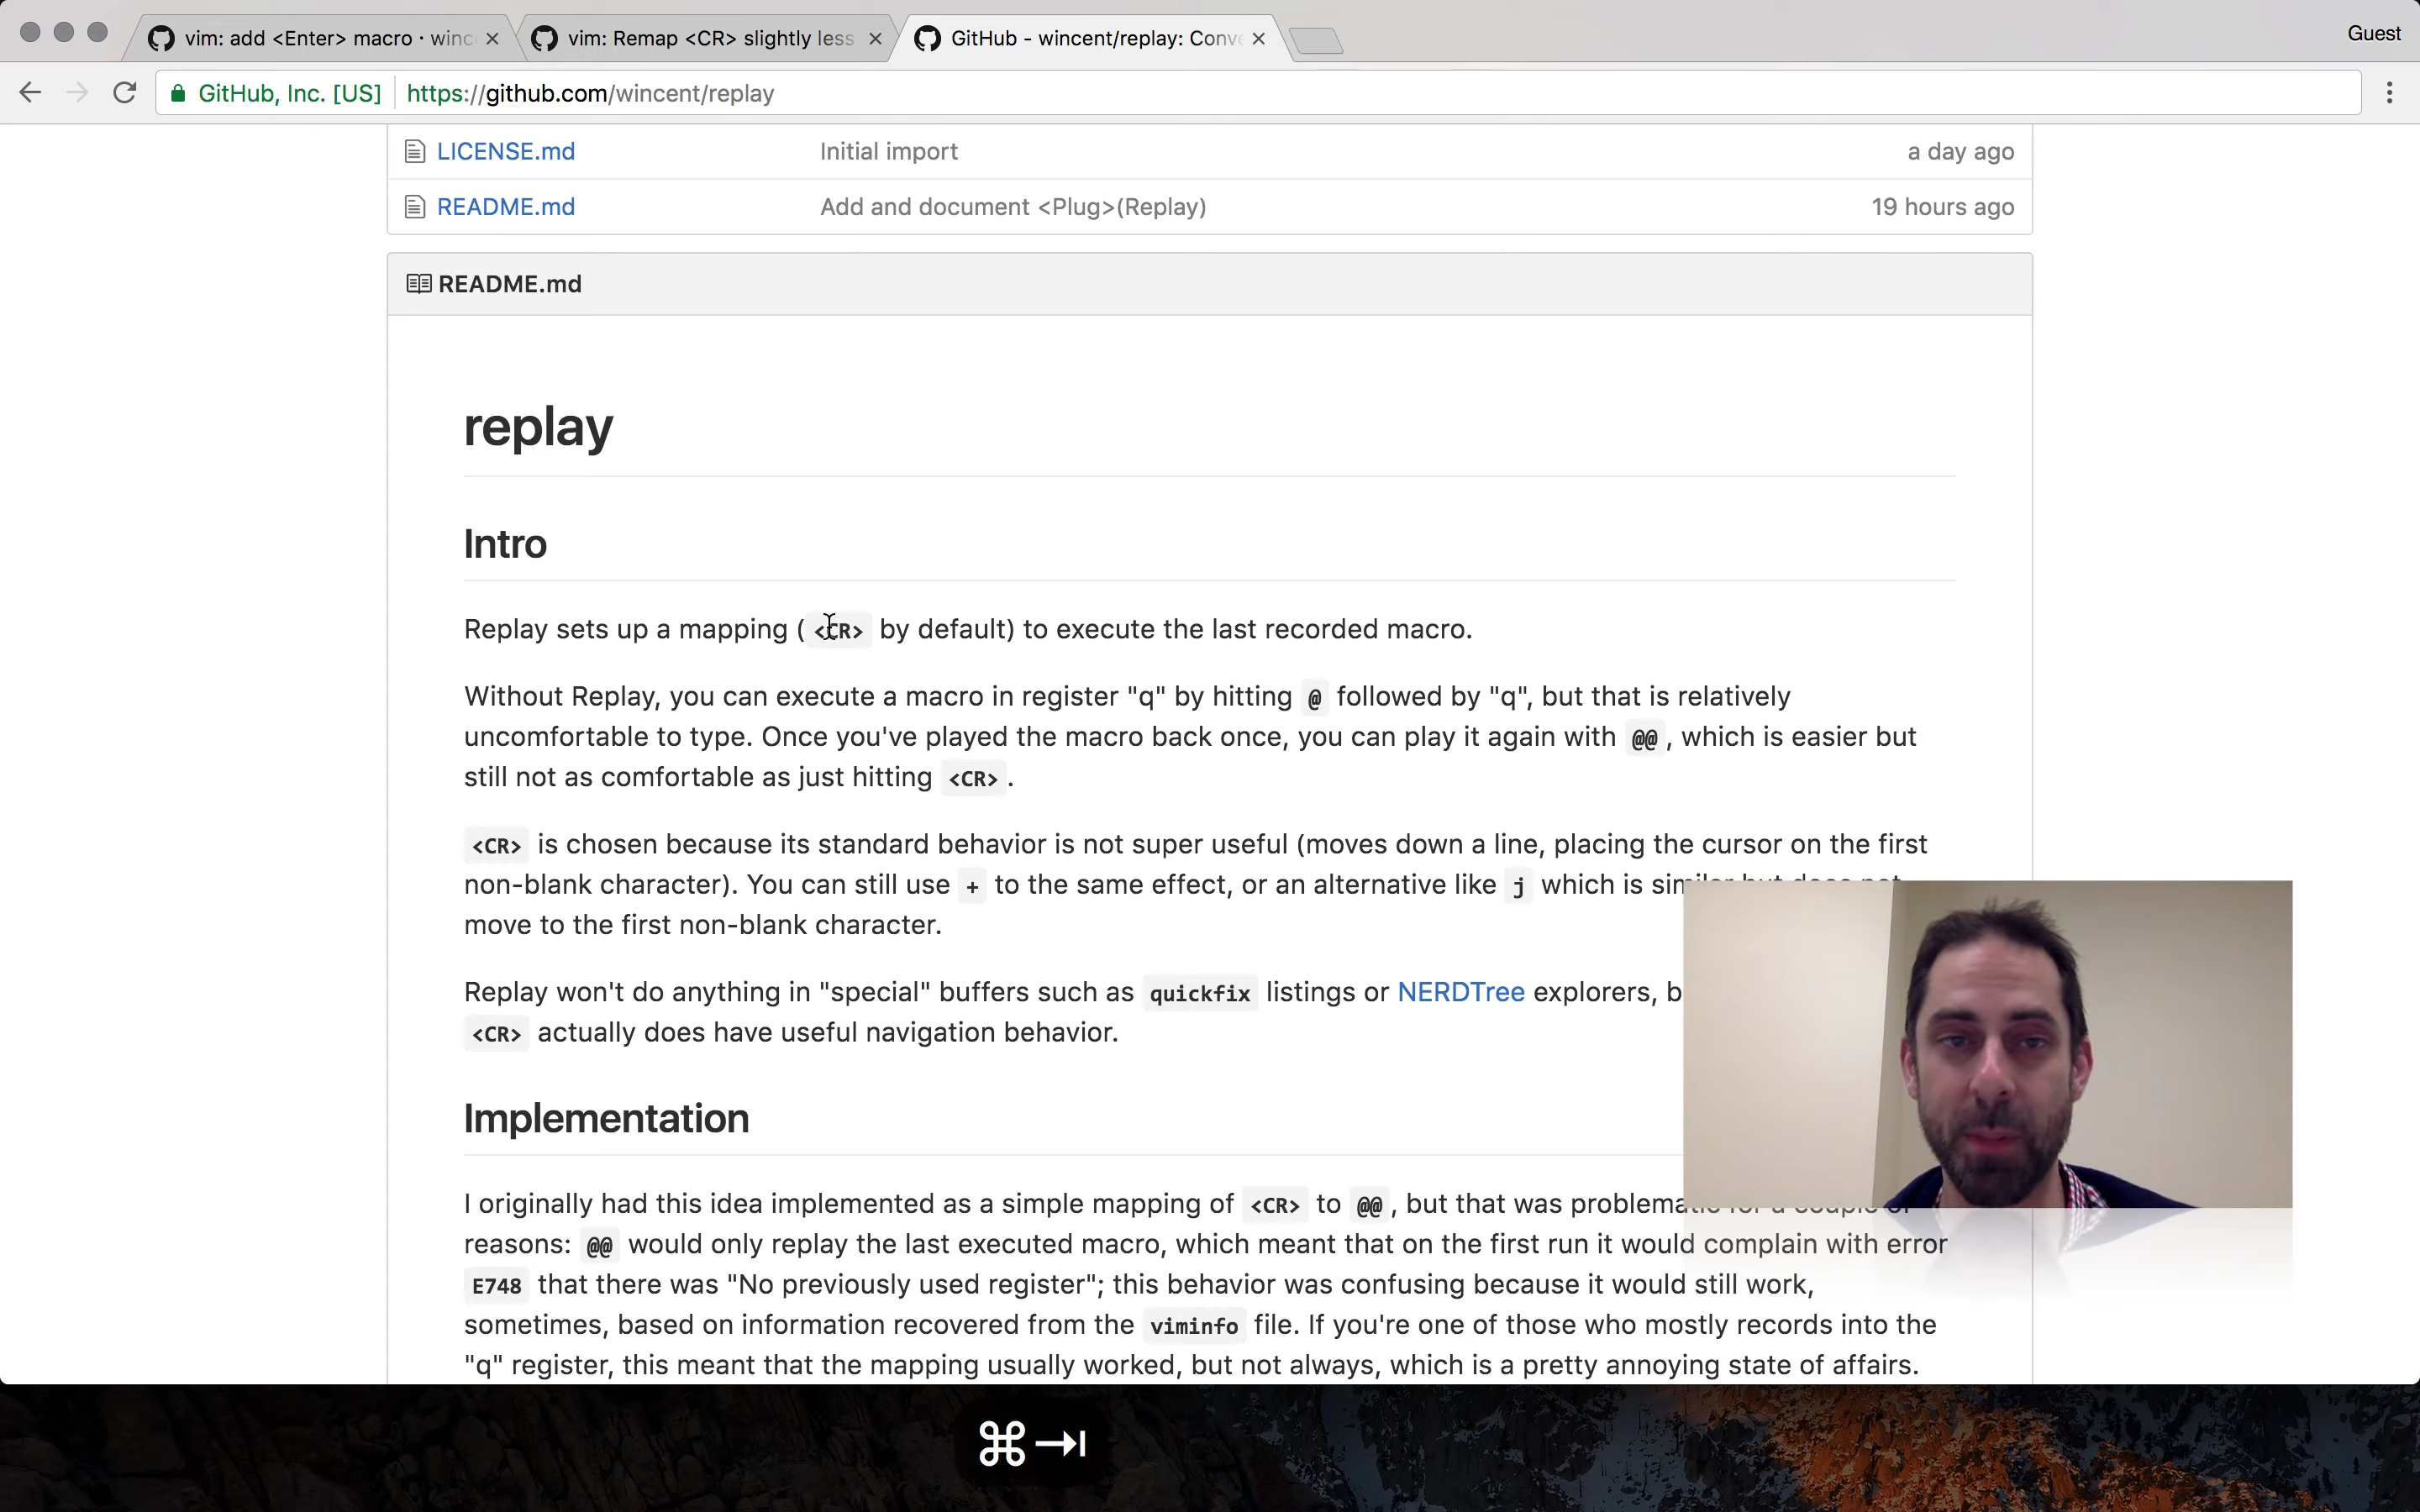 vim: add <Enter> macro · winc
vim: Remap <CR> slightly less
GitHub - wincent/replay: Conve
Guest
GitHub, Inc. [US]
https://github.com/wincent/replay
LICENSE.md Initial import a day ago
README.md Add and document <Plug>(Replay) 19 hours ago
README.md
replay
Intro
Replay sets up a mapping ( <CR> by default) to execute the last recorded macro.
Without Replay, you can execute a macro in register "q" by hitting @ followed by "q", but that is relatively
uncomfortable to type. Once you've played the macro back once, you can play it again with @@ , which is easier but
still not as comfortable as just hitting <CR> .
<CR> is chosen because its standard behavior is not super useful (moves down a line, placing the cursor on the first
non-blank character). You can still use + to the same effect, or an alternative like j which is similar but does not
move to the first non-blank character.
Replay won't do anything in "special" buffers such as quickfix listings or NERDTree explorers, b
<CR> actually does have useful navigation behavior.
Implementation
I originally had this idea implemented as a simple mapping of <CR> to @@ , but that was problematic for a couple of
reasons: @@ would only replay the last executed macro, which meant that on the first run it would complain with error
E748 that there was "No previously used register"; this behavior was confusing because it would still work,
sometimes, based on information recovered from the viminfo file. If you're one of those who mostly records into the
"q" register, this meant that the mapping usually worked, but not always, which is a pretty annoying state of affairs.
⌘⇥